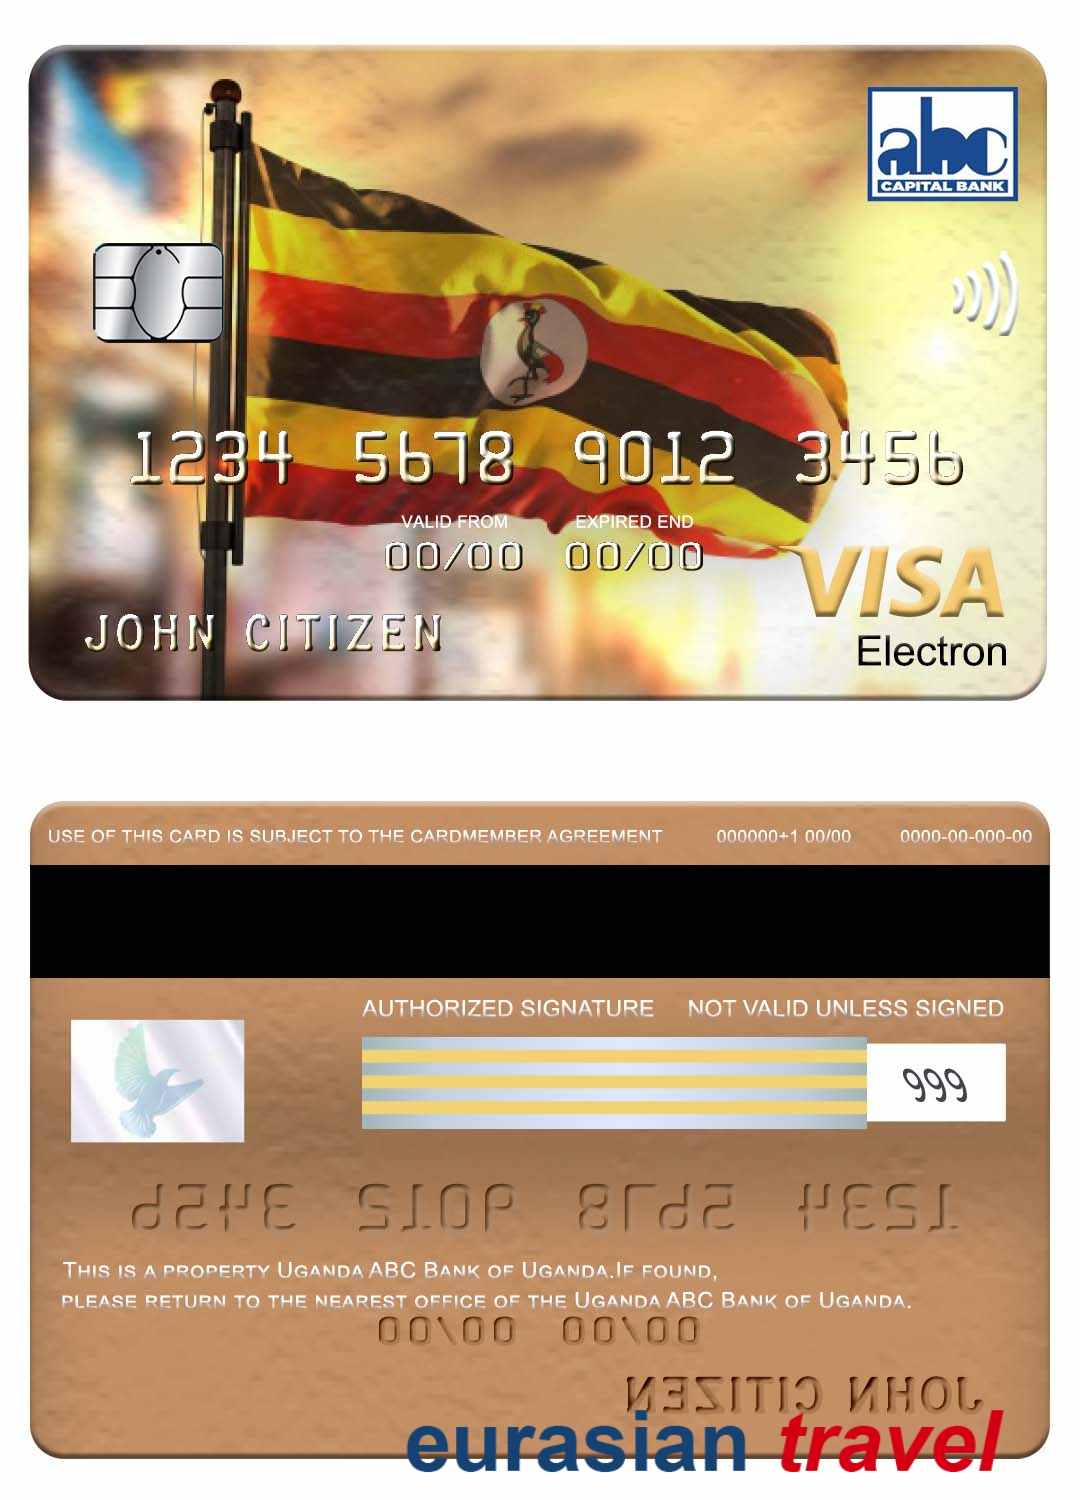 abc
CAPITAL BANK
1234 5678 9012 3456
VALID FROM EXPIRED END
00/00 00/00
VISA
JOHN CITIZEN
Electron
USE OF THIS CARD IS SUBJECT TO THE CARDMEMBER AGREEMENT 000000+1 00/00 0000-00-000-00
AUTHORIZED SIGNATURE NOT VALID UNLESS SIGNED
999
1234 5678 9012 3456
THIS IS A PROPERTY UGANDA ABC BANK OF UGANDA.IF FOUND,
PLEASE RETURN TO THE NEAREST OFFICE OF THE UGANDA ABC BANK OF UGANDA.
00/00 00/00
JOHN CITIZEN
eurasian travel